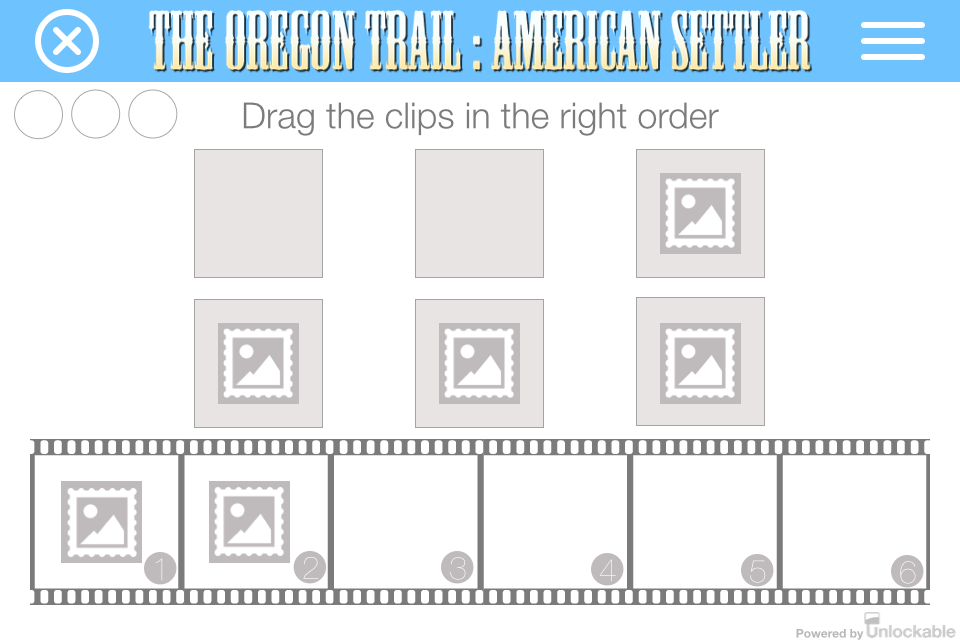 THE OREGON TRAIL : AMERICAN SETTLER
Drag the clips in the right order
1 2 3 4 5 6
Powered by Unlockable